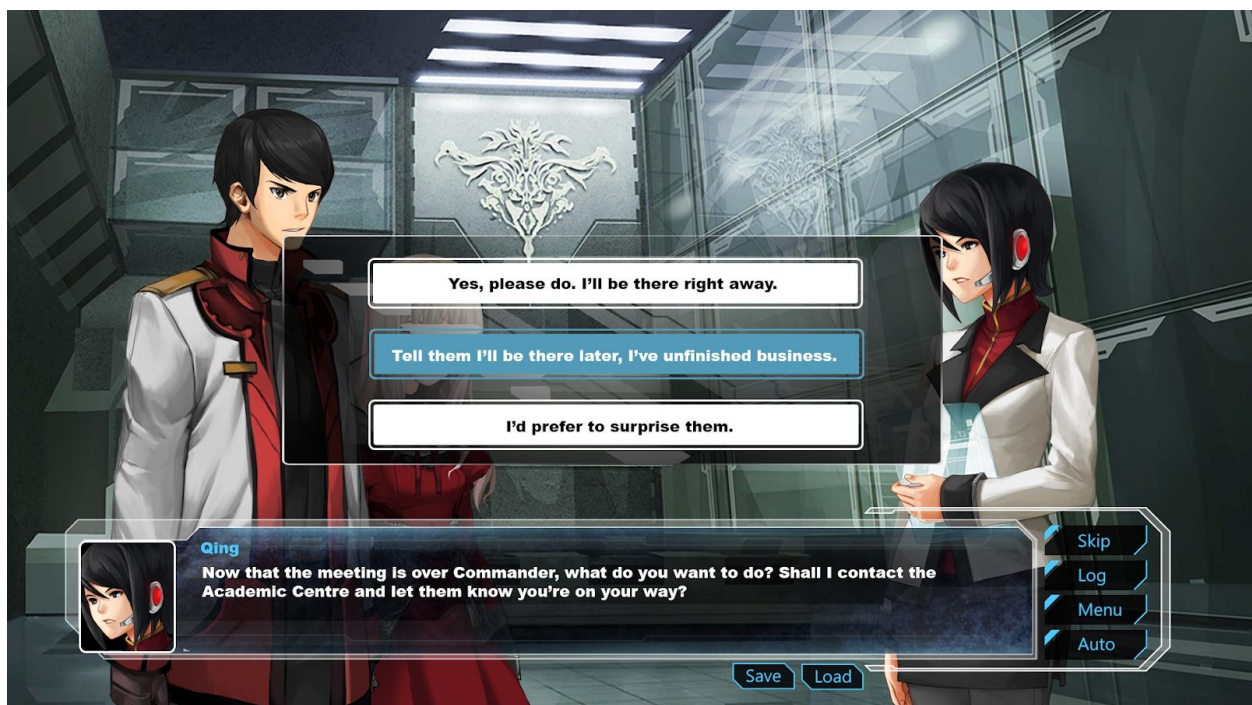 Yes, please do. I’ll be there right away.
Tell them I’ll be there later, I’ve unfinished business.
I’d prefer to surprise them.
Qing
Now that the meeting is over Commander, what do you want to do? Shall I contact the
Academic Centre and let them know you’re on your way?
Skip
Log
Menu
Auto
Save
Load